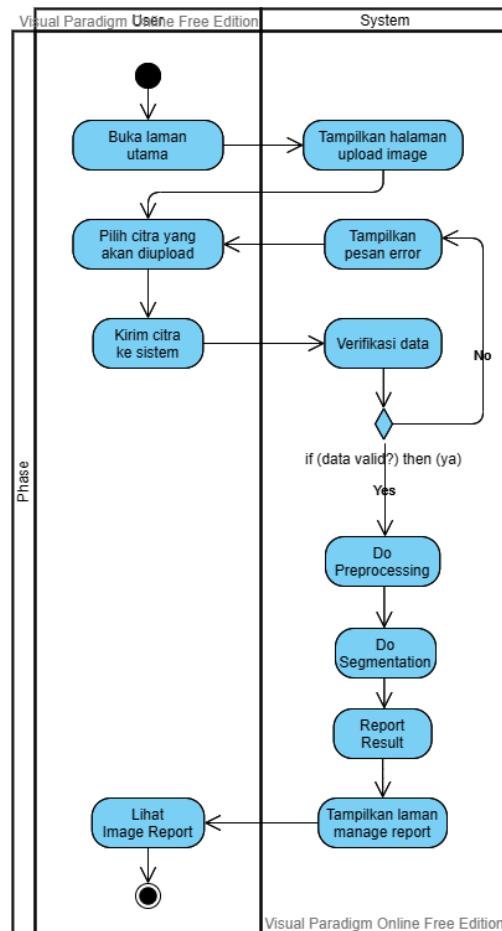 Visual Paradigm Online Free Edition
User
System
Phase
Buka laman
utama
Tampilkan halaman
upload image
Pilih citra yang
akan diupload
Tampilkan
pesan error
Kirim citra
ke sistem
Verifikasi data
No
if (data valid?) then (ya)
Yes
Do
Preprocessing
Do
Segmentation
Report
Result
Lihat
Image Report
Tampilkan laman
manage report
Visual Paradigm Online Free Edition